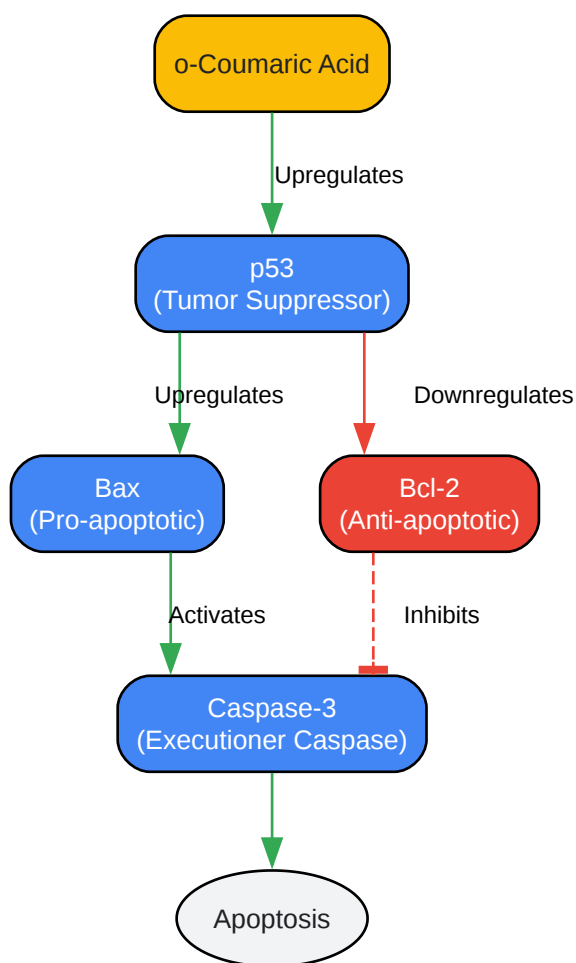 o-Coumaric Acid
Upregulates
p53
(Tumor Suppressor)
Upregulates
Downregulates
Bax
(Pro-apoptotic)
Bcl-2
(Anti-apoptotic)
Activates
Inhibits
Caspase-3
(Executioner Caspase)
Apoptosis